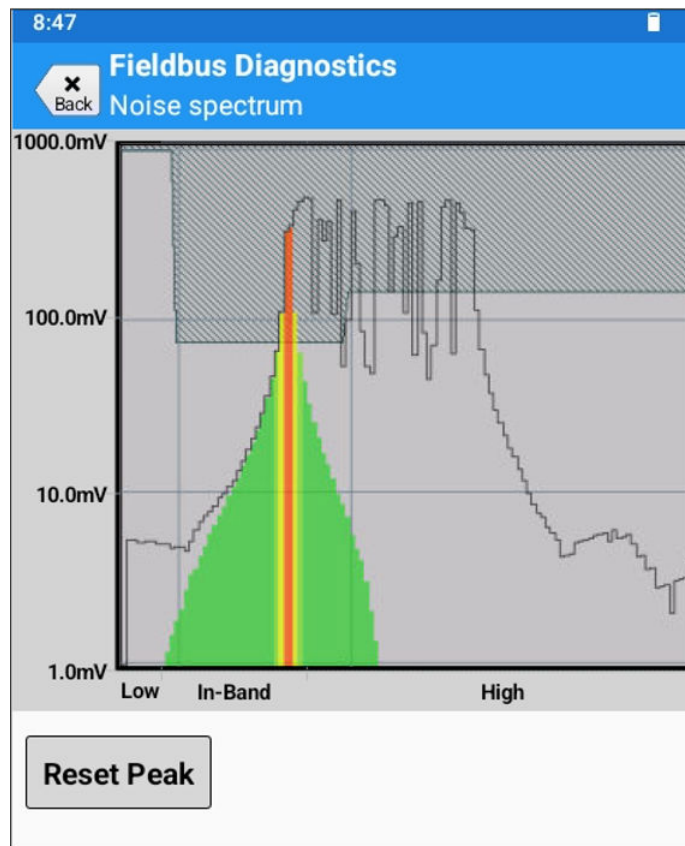 8:47
Back
Fieldbus Diagnostics
Noise spectrum
1000.0mV
100.0mV
10.0mV
1.0mV
Low In-Band High
Reset Peak